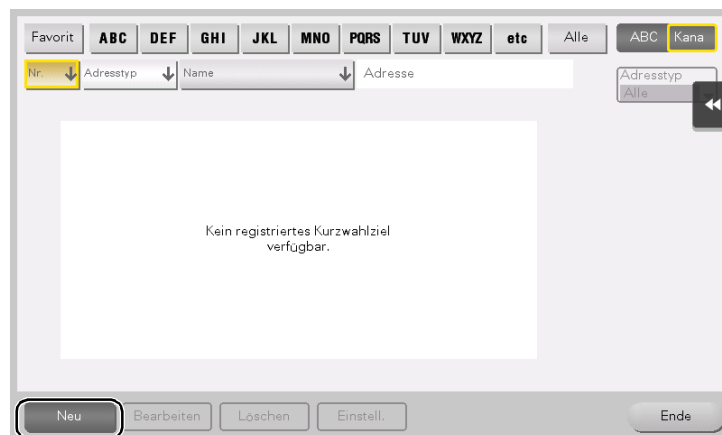 Favorit ABC DEF GHI JKL MNO PQRS TUV WXYZ etc Alle ABC Kana
Nr. Adresstyp Name Adresse Adresstyp
Alle
Kein registriertes Kurzwahlziel
verfügbar.
Neu Bearbeiten Löschen Einstell. Ende